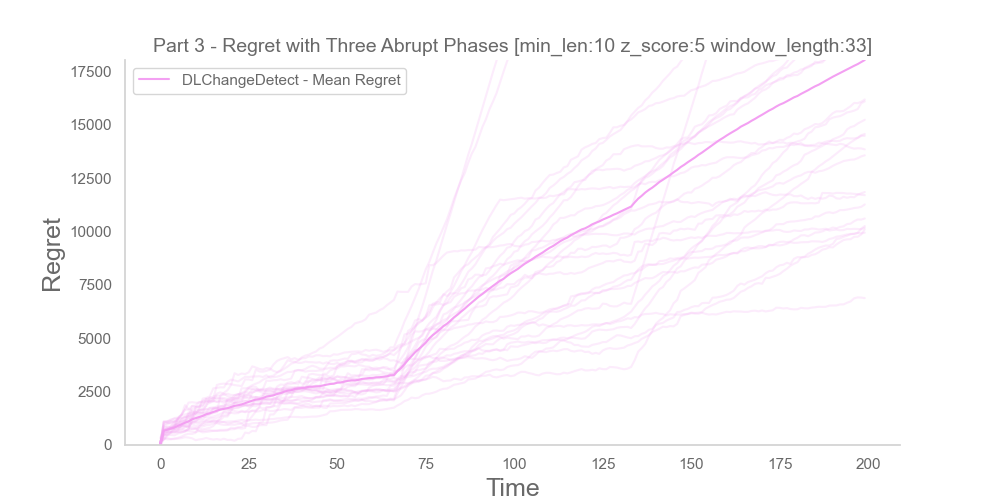 Part 3 - Regret with Three Abrupt Phases [min_len:10 z_score:5 window_length:33]
DLChangeDetect - Mean Regret
17500
15000
12500
10000
7500
5000
2500
0
Regret
0 25 50 75 100 125 150 175 200
Time